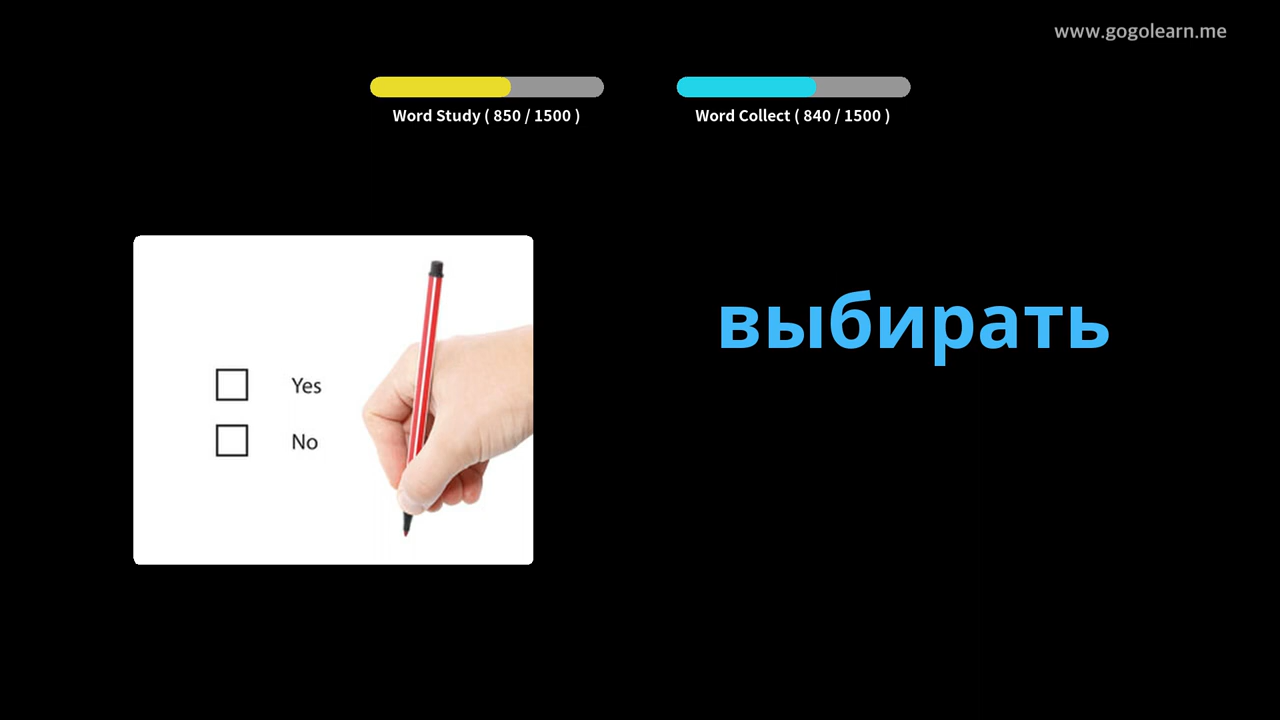 www.gogolearn.me
Word Study ( 850 / 1500 )
Word Collect ( 840 / 1500 )
выбирать
Yes
No